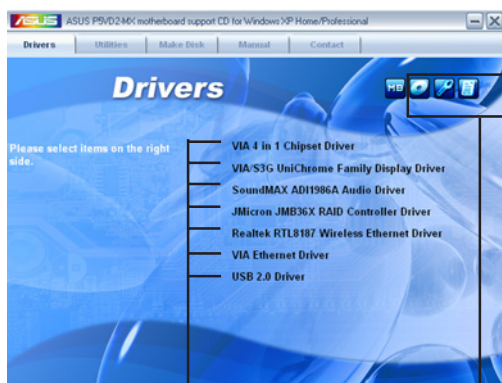 ASUS ASUS P5VD2-MX motherboard support CD for Windows XP Home/Professional
Drivers Utilities Make Disk Manual Contact
Drivers
MB
Please select items on the right
side.
VIA 4 in 1 Chipset Driver
VIA/S3G UniChrome Family Display Driver
SoundMAX ADI1986A Audio Driver
JMicron JMB36X RAID Controller Driver
Realtek RTL8187 Wireless Ethernet Driver
VIA Ethernet Driver
USB 2.0 Driver